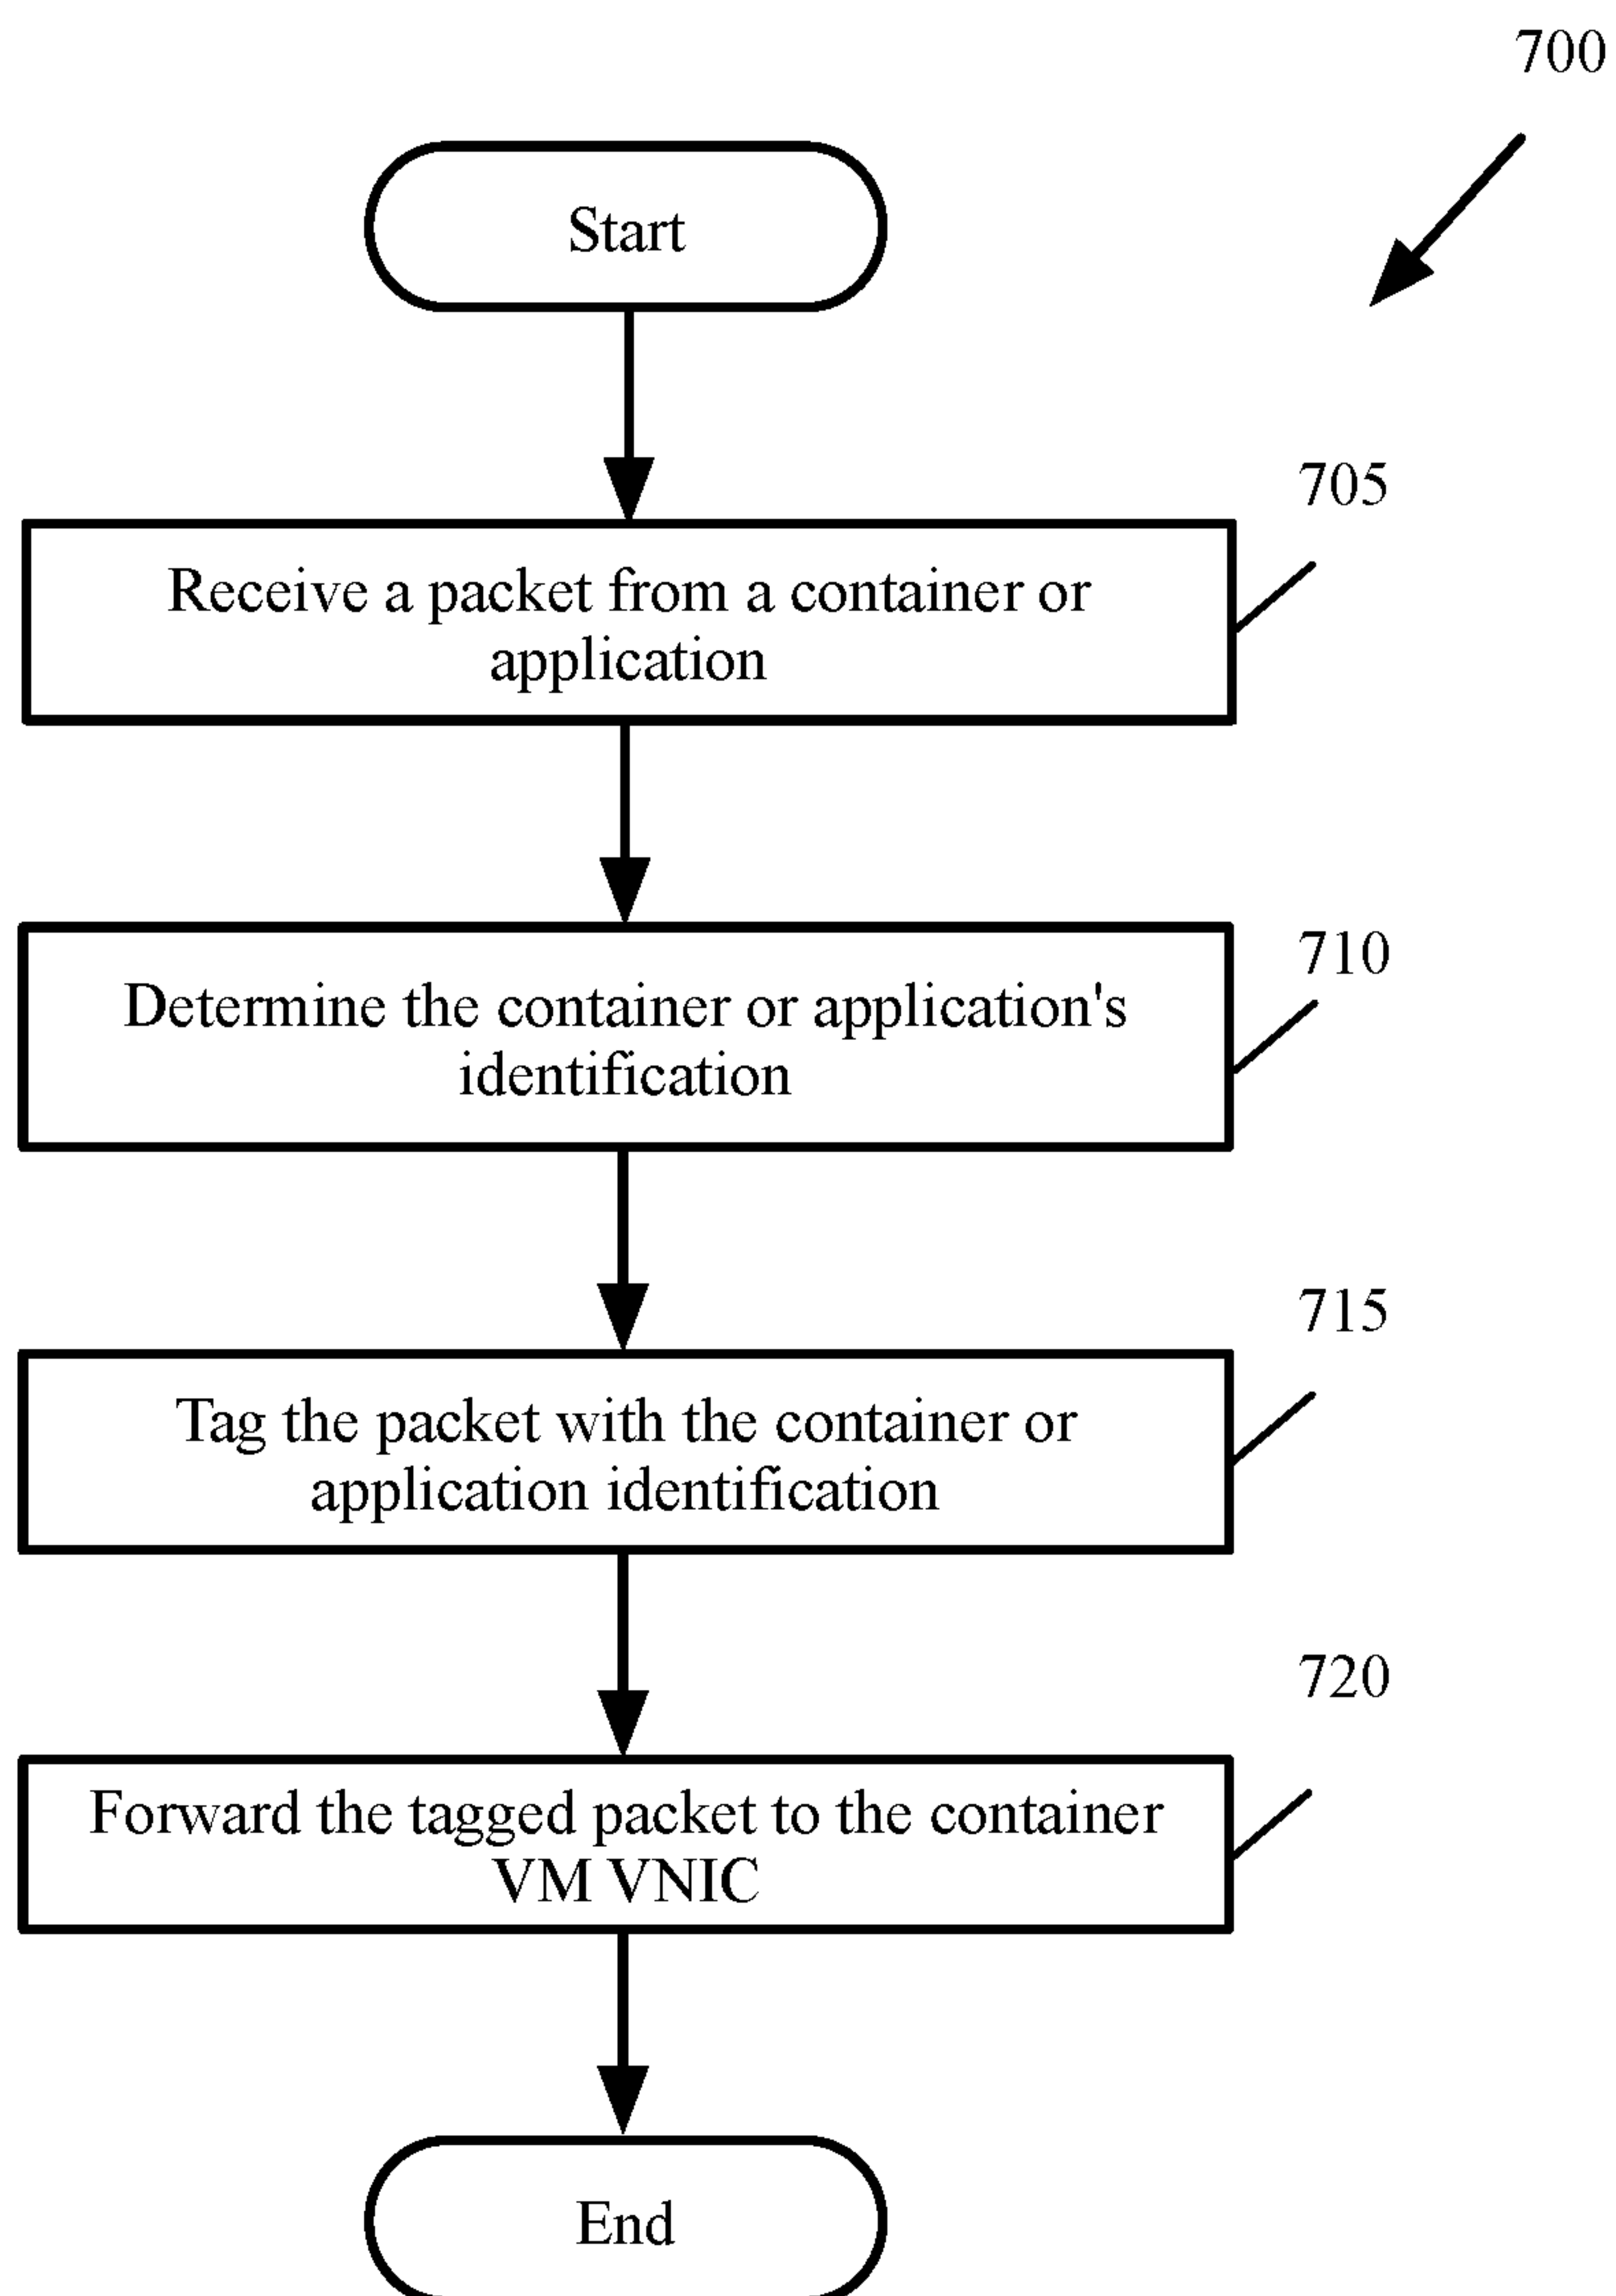 700
Start
705
Receive a packet from a container or
application
710
Determine the container or application's
identification
715
Tag the packet with the container or
application identification
720
Forward the tagged packet to the container
VM VNIC
End